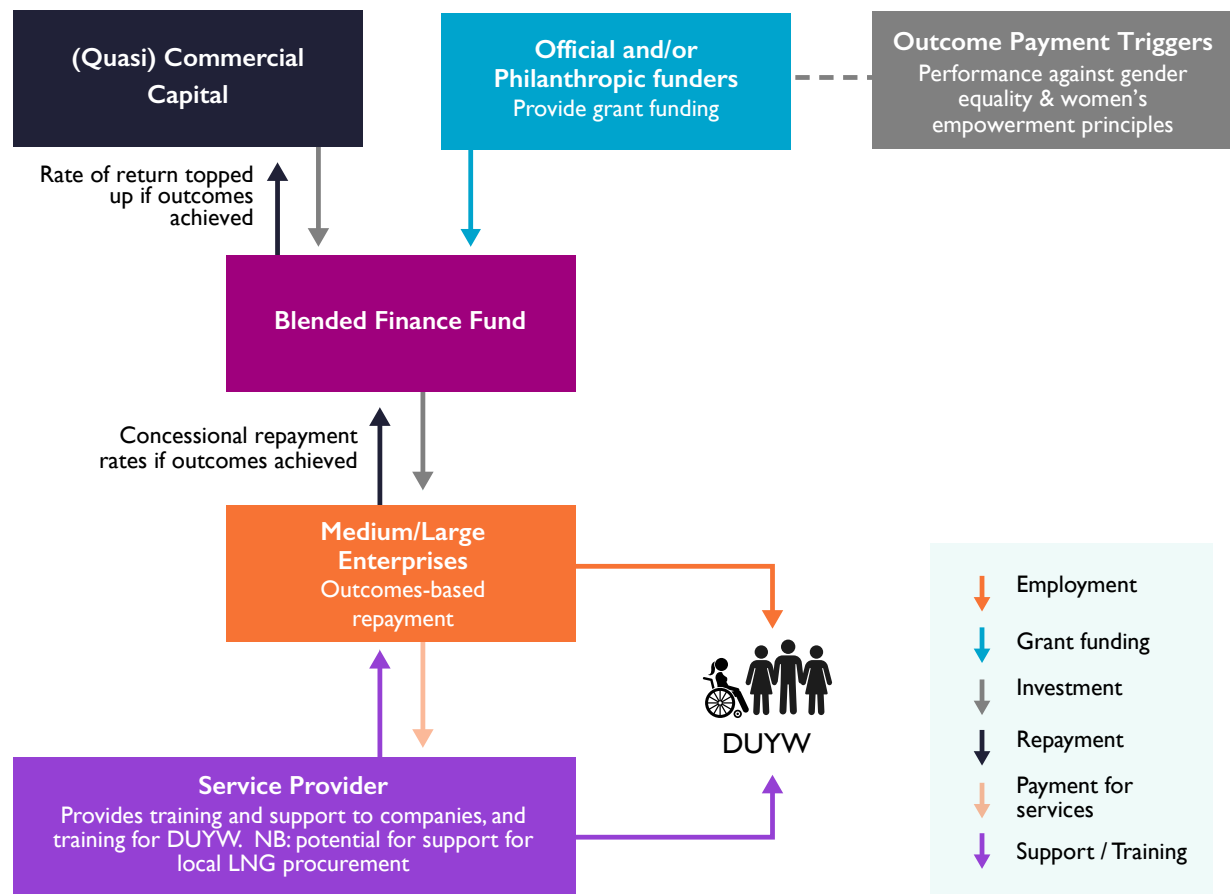 (Quasi) Commercial
Capital
Official and/or
Philanthropic funders
Provide grant funding
Outcome Payment Triggers
Performance against gender
equality & women's
empowerment principles
Rate of return topped
up if outcomes
achieved
Blended Finance Fund
Concessional repayment
rates if outcomes achieved
Medium/Large
Enterprises
Outcomes-based
repayment
DUYW
Service Provider
Provides training and support to companies, and
training for DUYW.  NB: potential for support for
local LNG procurement
Employment
Grant funding
Investment
Repayment
Payment for
services
Support / Training